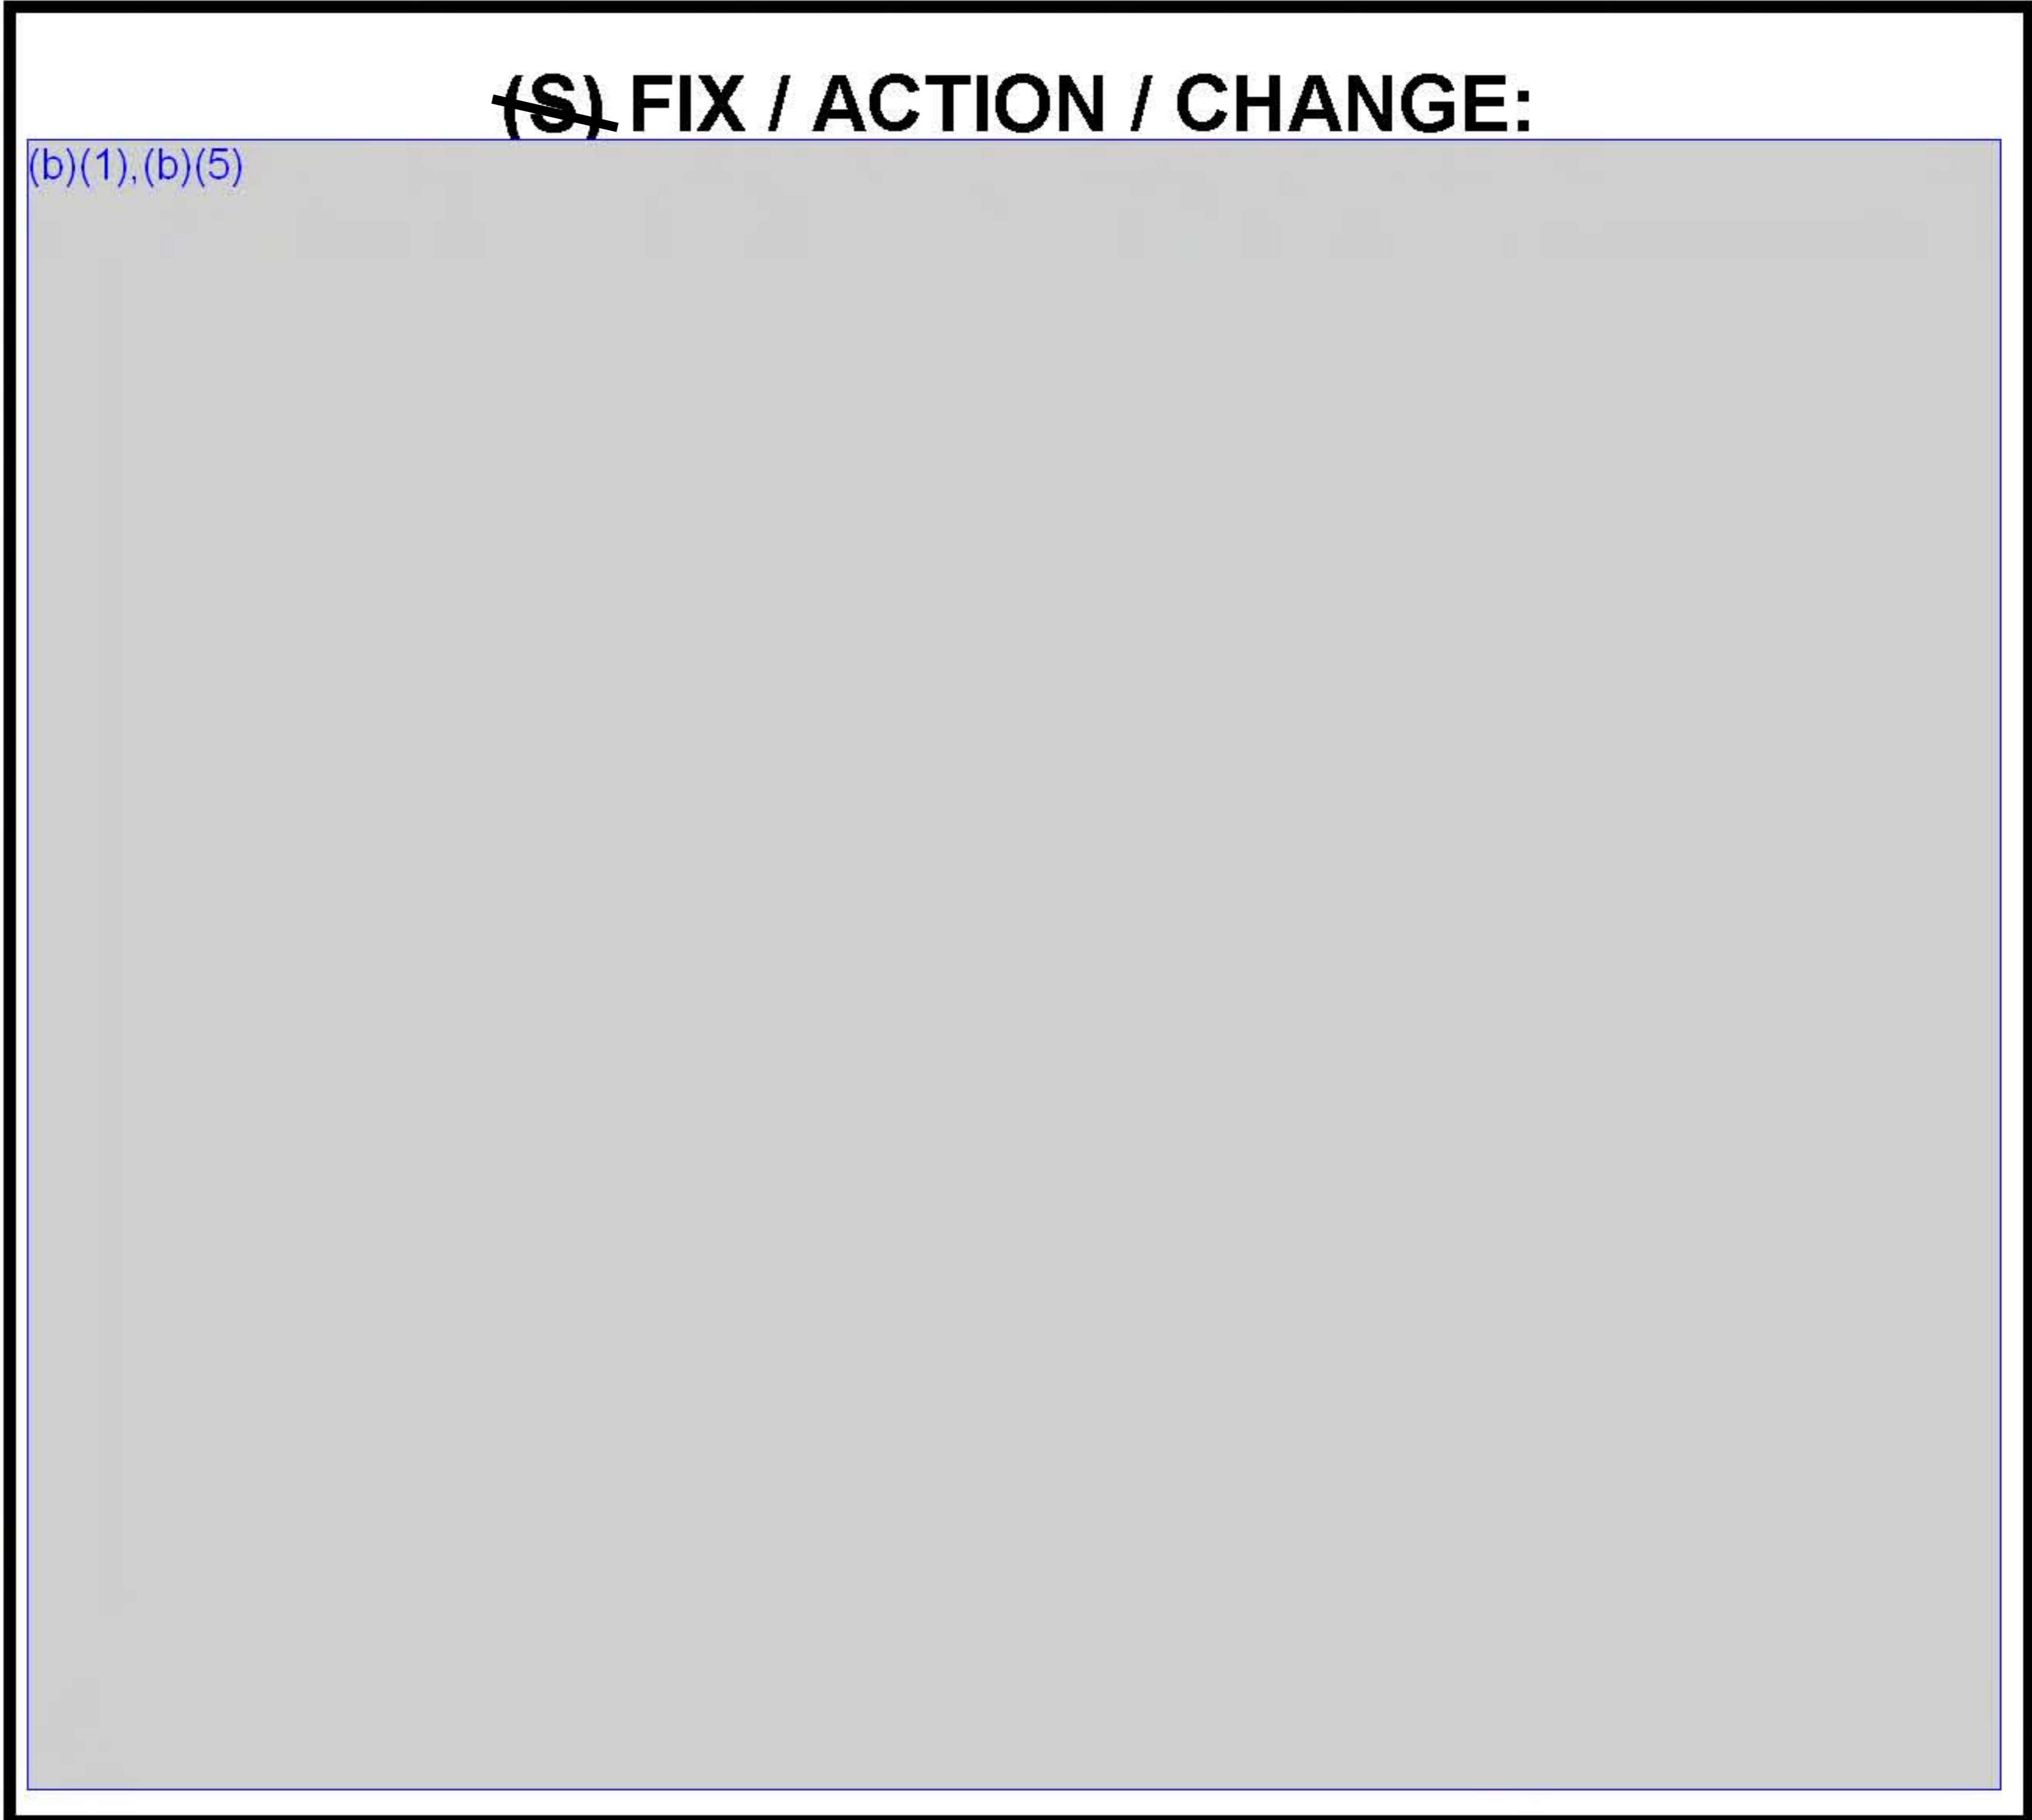 (S) FIX / ACTION / CHANGE:
(b)(1),(b)(5)